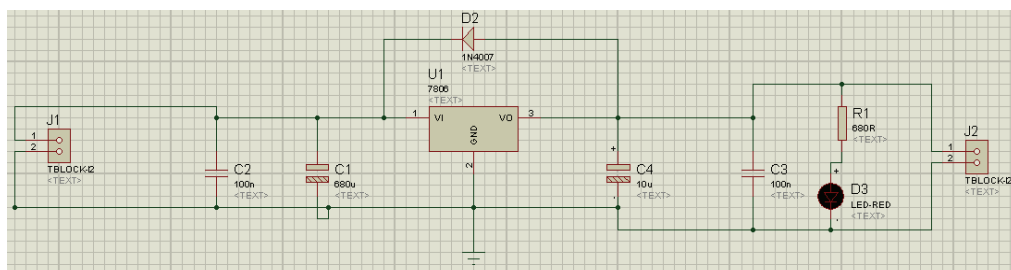 D2
1N4007
<TEXT>
U1
7806
<TEXT>
1
VI
VO
3
GND
2
J1
1
2
TBLOCK-I2
<TEXT>
C2
100n
<TEXT>
C1
680u
<TEXT>
+
C4
10u
<TEXT>
-
C3
100n
<TEXT>
R1
680R
<TEXT>
+
D3
LED-RED
<TEXT>
-
J2
1
2
TBLOCK-I2
<TEXT>